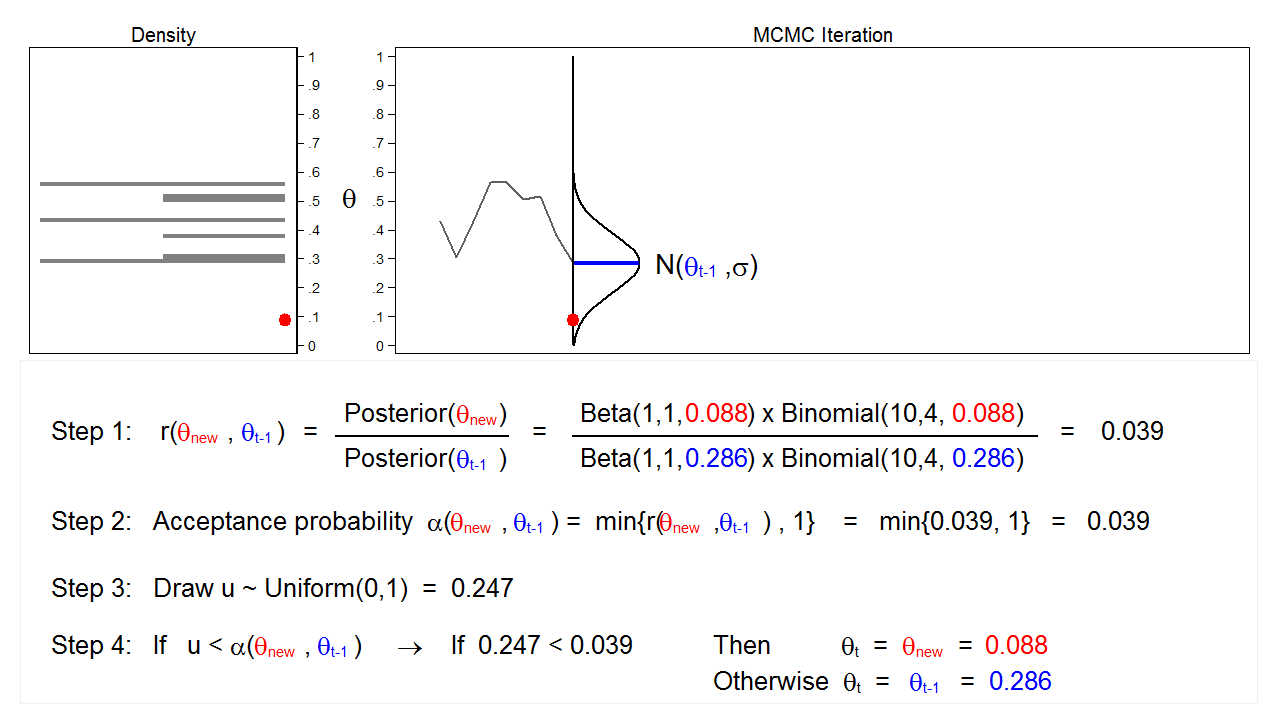 Density
MCMC Iteration
1
.9
.8
.7
.6
.5
.4
.3
.2
.1
0
θ
1
.9
.8
.7
.6
.5
.4
.3
.2
.1
0
N(θt-1 ,σ)
Step 1: r(θnew , θt-1 ) = Posterior(θnew) / Posterior(θt-1 ) = Beta(1,1,0.088) x Binomial(10,4, 0.088) / Beta(1,1,0.286) x Binomial(10,4, 0.286) = 0.039
Step 2: Acceptance probability α(θnew , θt-1 ) = min{r(θnew ,θt-1 ) , 1} = min{0.039, 1} = 0.039
Step 3: Draw u ~ Uniform(0,1) = 0.247
Step 4: If u < α(θnew , θt-1 ) → If 0.247 < 0.039 Then θt = θnew = 0.088
Otherwise θt = θt-1 = 0.286